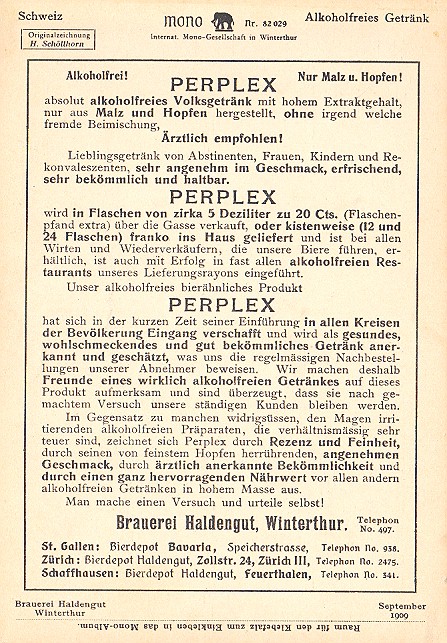 Schweiz
mono Nr. 82029
Alkoholfreies Getränk
Originalzeichnung
H. Schöllhorn
Internat. Mono-Gesellschaft in Winterthur
Alkoholfrei!
Nur Malz u. Hopfen!
PERPLEX
absolut alkoholfreies Volksgetränk mit hohem Extraktgehalt,
nur aus Malz und Hopfen hergestellt, ohne irgend welche
fremde Beimischung,
Ärztlich empfohlen!
Lieblingsgetränk von Abstinenten, Frauen, Kindern und Re-
konvaleszenten, sehr angenehm im Geschmack, erfrischend,
sehr bekömmlich und haltbar.
PERPLEX
wird in Flaschen von zirka 5 Deziliter zu 20 Cts. (Flaschen-
pfand extra) über die Gasse verkauft, oder kistenweise (12 und
24 Flaschen) franko ins Haus geliefert und ist bei allen
Wirten und Wiederverkäufern, die unsere Biere führen, er-
hältlich, ist auch mit Erfolg in fast allen alkoholfreien Res-
taurants unseres Lieferungsrayons eingeführt.
Unser alkoholfreies bierähnliches Produkt
PERPLEX
hat sich in der kurzen Zeit seiner Einführung in allen Kreisen
der Bevölkerung Eingang verschafft und wird als gesundes,
wohlschmeckendes und gut bekömmliches Getränk aner-
kannt und geschätzt, was uns die regelmässigen Nachbestel-
lungen unserer Abnehmer beweisen. Wir machen deshalb
Freunde eines wirklich alkoholfreien Getränkes auf dieses
Produkt aufmerksam und sind überzeugt, dass sie nach ge-
machtem Versuch unsere ständigen Kunden bleiben werden.
Im Gegensatz zu manchen widrigsüssen, den Magen irri-
tierenden alkoholfreien Präparaten, die verhältnismässig sehr
teuer sind, zeichnet sich Perplex durch Rezenz und Feinheit,
durch seinen von feinstem Hopfen herrührenden, angenehmen
Geschmack, durch ärztlich anerkannte Bekömmlichkeit und
durch einen ganz hervorragenden Nährwert vor allen andern
alkoholfreien Getränken in hohem Masse aus.
Man mache einen Versuch und urteile selbst!
Brauerei Haldengut, Winterthur. Telephon No. 497.
St. Gallen: Bierdepot Bavaria, Speicherstrasse, Telephon No. 938.
Zürich: Bierdepot Haldengut, Zollstr. 24, Zürich III, Telephon No. 2475.
Schaffhausen: Bierdepot Haldengut, Feuerthalen, Telephon No. 341.
Brauerei Haldengut
Winterthur
September
1909
Raum für den Klebefalz zum Einkleben in das Mono-Album.